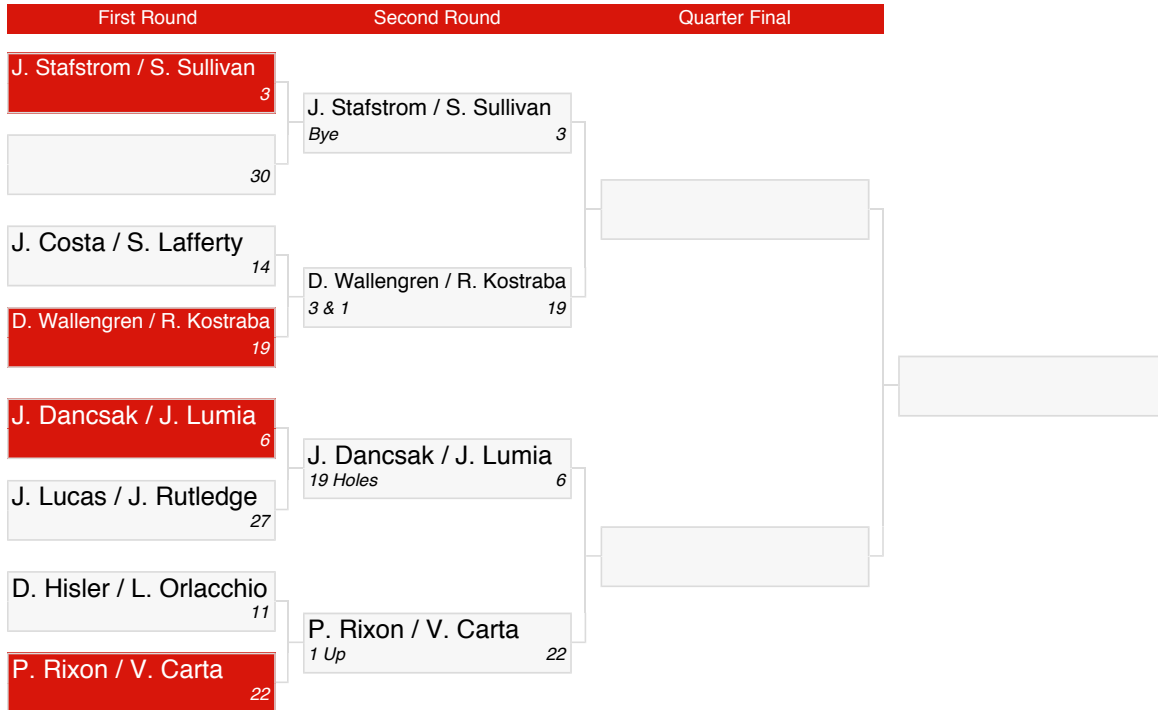 First Round
Second Round
Quarter Final
J. Stafstrom / S. Sullivan
3
30
J. Costa / S. Lafferty
14
D. Wallengren / R. Kostraba
19
J. Dancsak / J. Lumia
6
J. Lucas / J. Rutledge
27
D. Hisler / L. Orlacchio
11
P. Rixon / V. Carta
22
J. Stafstrom / S. Sullivan
Bye 3
D. Wallengren / R. Kostraba
3 & 1 19
J. Dancsak / J. Lumia
19 Holes 6
P. Rixon / V. Carta
1 Up 22